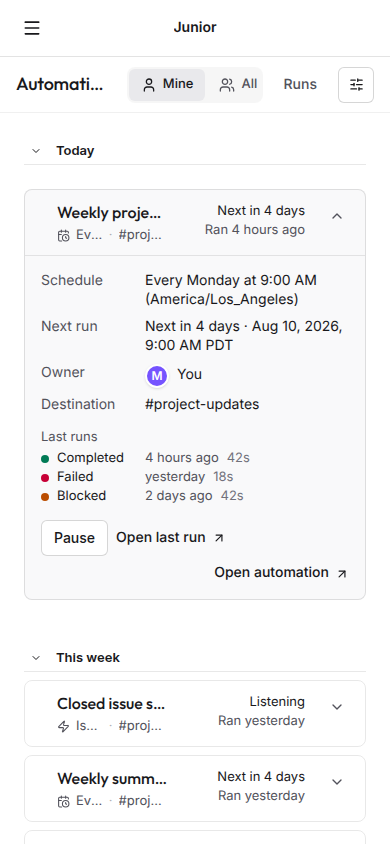 Junior
Automati...
Mine
All
Runs
Today
Weekly proje...
Next in 4 days
Ev... · #proj...
Ran 4 hours ago
Schedule
Every Monday at 9:00 AM
(America/Los_Angeles)
Next run
Next in 4 days · Aug 10, 2026,
9:00 AM PDT
Owner
M You
Destination
#project-updates
Last runs
Completed 4 hours ago 42s
Failed yesterday 18s
Blocked 2 days ago 42s
Pause
Open last run
Open automation
This week
Closed issue s...
Listening
Is... · #proj...
Ran yesterday
Weekly summ...
Next in 4 days
Ev... · #proj...
Ran yesterday